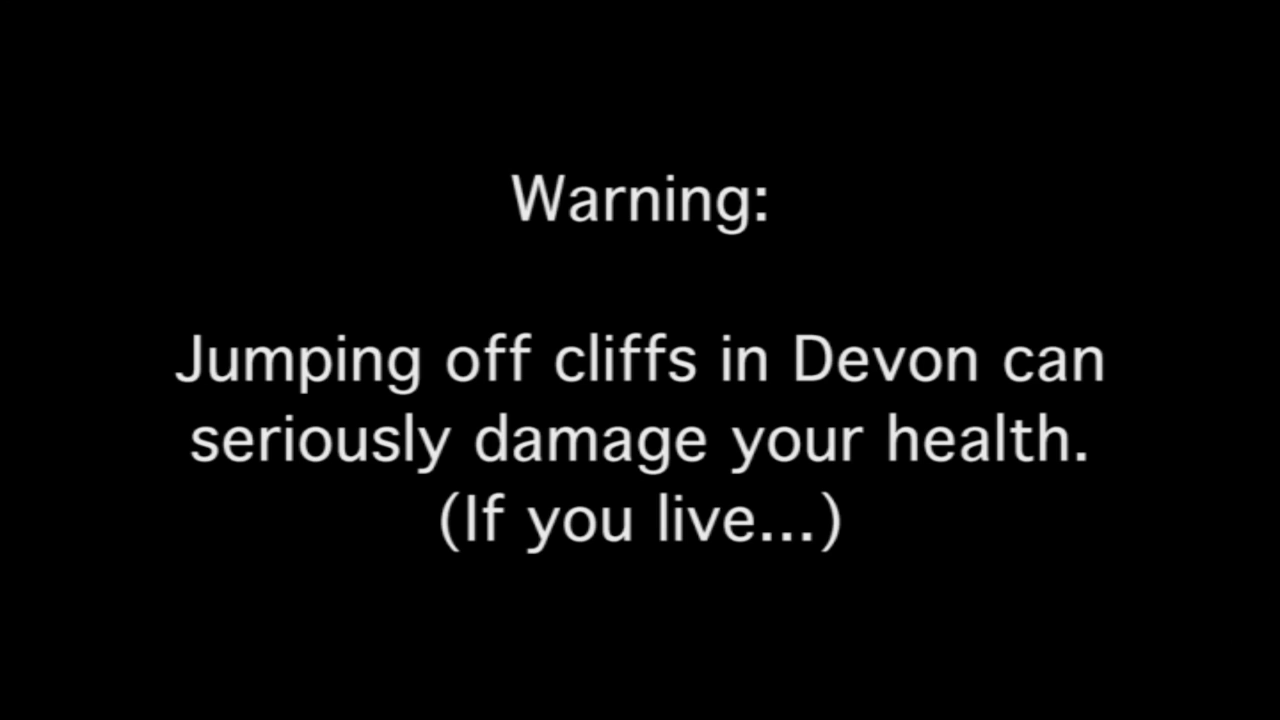 Warning:
Jumping off cliffs in Devon can
seriously damage your health.
(If you live...)